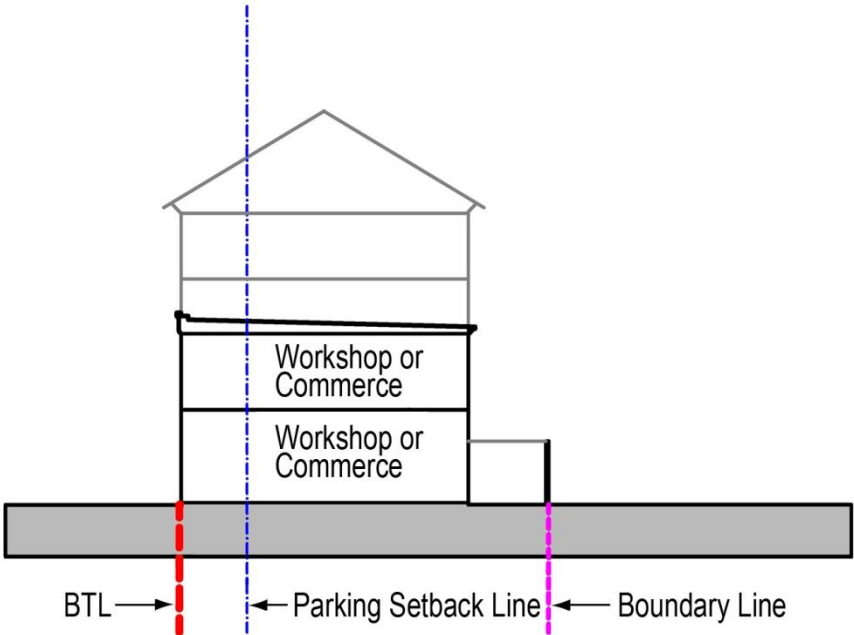 Workshop or
Commerce
Workshop or
Commerce
BTL
Parking Setback Line
Boundary Line